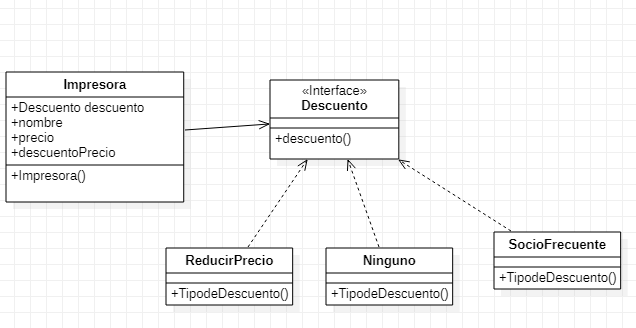 Impresora
+Descuento descuento
+nombre
+precio
+descuentoPrecio
+Impresora()
«Interface»
Descuento
+descuento()
ReducirPrecio
+TipodeDescuento()
Ninguno
+TipodeDescuento()
SocioFrecuente
+TipodeDescuento()